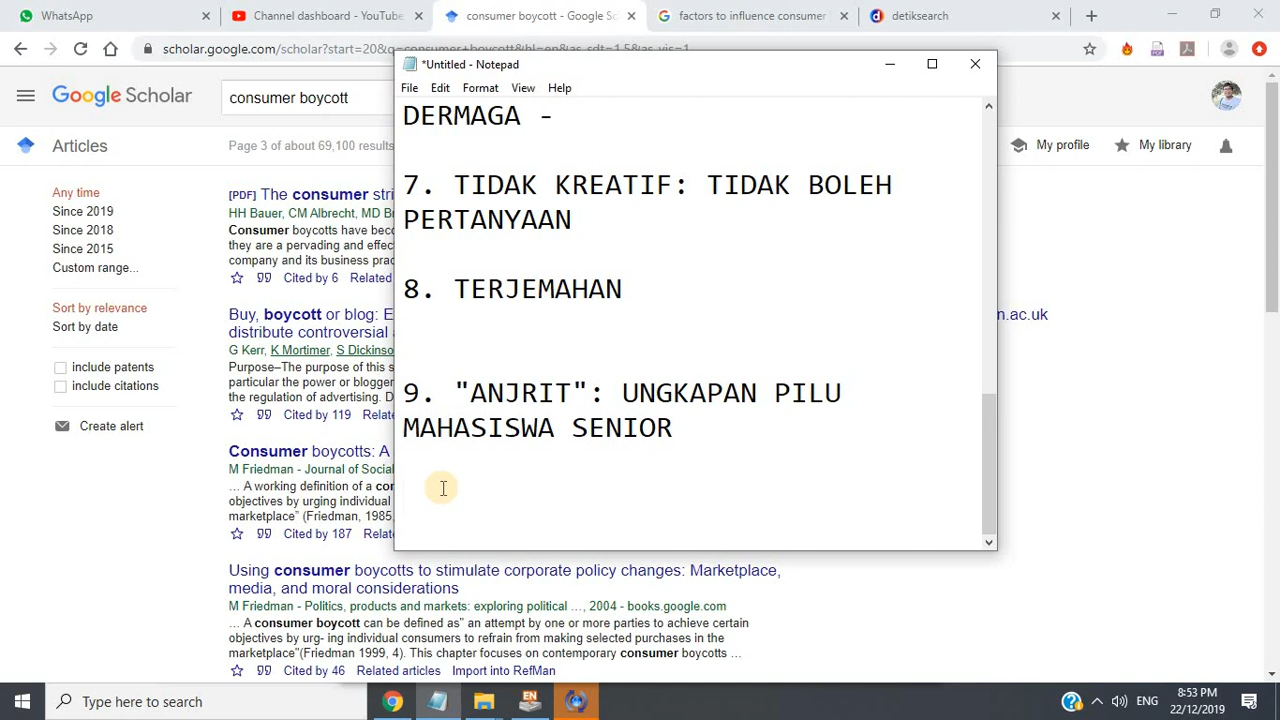 WhatsApp
Channel dashboard - YouTube
consumer boycott - Google Sc
factors to influence consumer
detiksearch
scholar.google.com/scholar?start=20&q=consumer+boycott&hl=en&as_sdt=1,5&as_vis=1
*Untitled - Notepad
File Edit Format View Help
DERMAGA -
7. TIDAK KREATIF: TIDAK BOLEH
PERTANYAAN
8. TERJEMAHAN
9. "ANJRIT": UNGKAPAN PILU
MAHASISWA SENIOR
Google Scholar
consumer boycott
Articles
Page 3 of about 69,100 results
My profile
My library
Any time
Since 2019
Since 2018
Since 2015
Custom range...
Sort by relevance
Sort by date
include patents
include citations
Create alert
[PDF] The consumer stri
HH Bauer, CM Albrecht, MD B
Consumer boycotts have beco
they are a pervading and effec
company and its business prac
Cited by 6 Related
Buy, boycott or blog: E
distribute controversial a
n.ac.uk
G Kerr, K Mortimer, S Dickinso
Purpose–The purpose of this s
particular the power or blogger
the regulation of advertising. D
Cited by 119 Relate
Consumer boycotts: A
M Friedman - Journal of Social
… A working definition of a con
objectives by urging individual
marketplace” (Friedman, 1985,
Cited by 187 Relate
Using consumer boycotts to stimulate corporate policy changes: Marketplace,
media, and moral considerations
M Friedman - Politics, products and markets: exploring political …, 2004 - books.google.com
… A consumer boycott can be defined as” an attempt by one or more parties to achieve certain
objectives by urg- ing individual consumers to refrain from making selected purchases in the
marketplace”(Friedman 1999, 4). This chapter focuses on contemporary consumer boycotts …
Cited by 46 Related articles Import into RefMan
Type here to search
EN
ENG
8:53 PM
22/12/2019